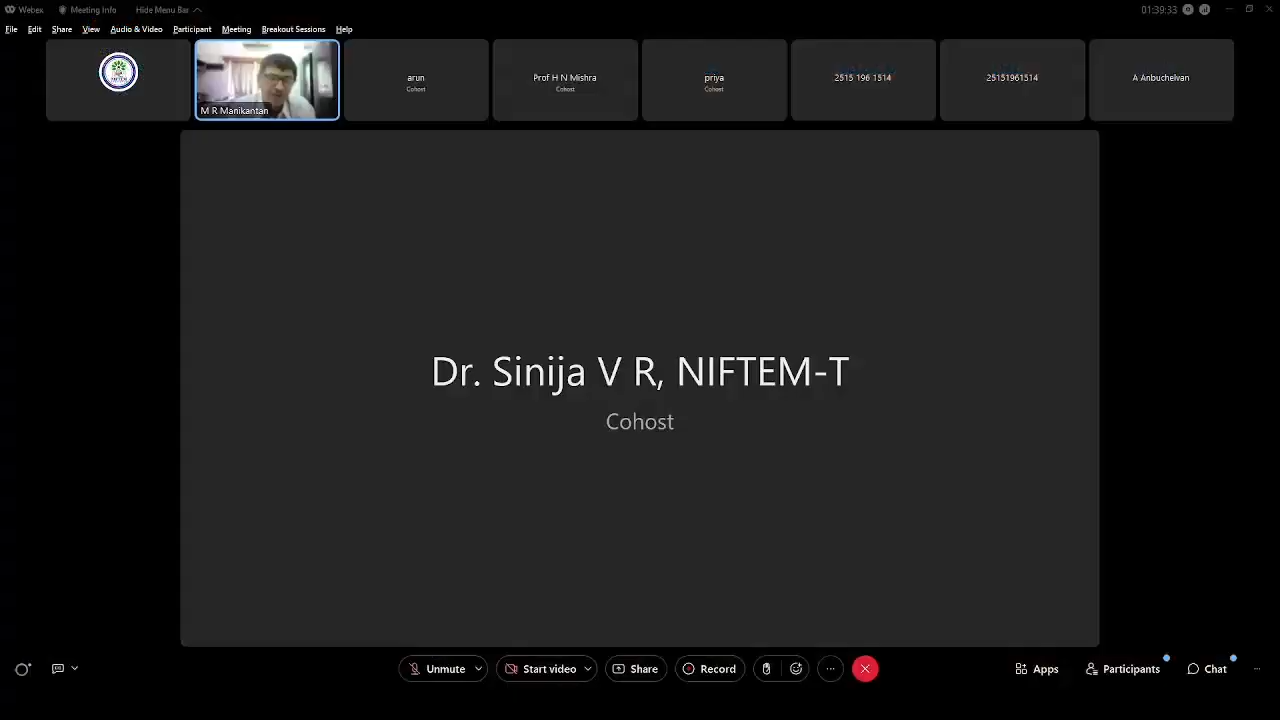 Webex Meeting Info Hide Menu Bar 01:39:33
File Edit Share View Audio & Video Participant Meeting Breakout Sessions Help
M R Manikantan
arun
Cohost
Prof H N Mishra
Cohost
priya
Cohost
2515 196 1514
25151961514
A Anbuchelvan
Dr. Sinija V R, NIFTEM-T
Cohost
Unmute Start video Share Record Apps Participants Chat